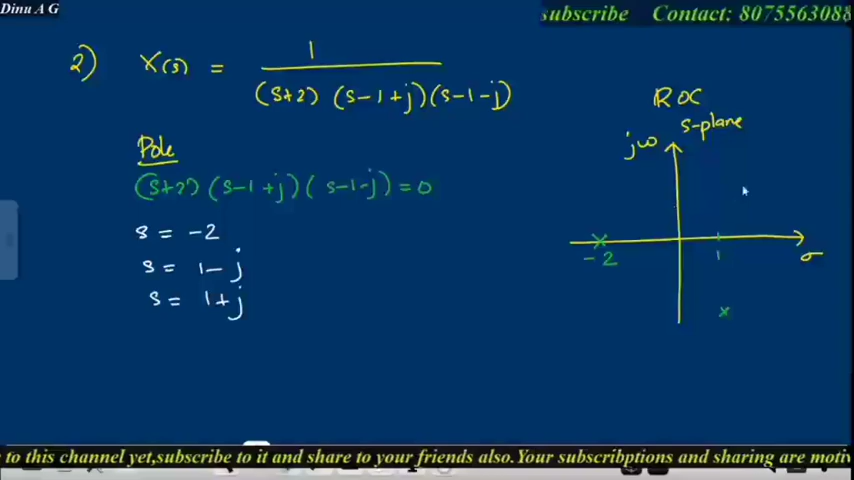 Dinu A G
subscribe Contact: 8075563088
2) X(s) = 1
(s+2) (s-1+j)(s-1-j)
ROC
s-plane
jω
Pole
(s+2) (s-1+j)(s-1-j) = 0
s = -2
s = 1-j
s = 1+j
-2 1 σ
e to this channel yet,subscribe to it and share to your friends also.Your subscribptions and sharing are motiv